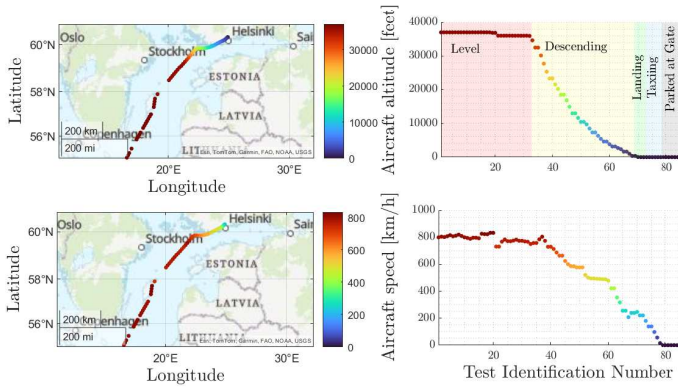 Oslo
Stockholm
Helsinki
Sai
ESTONIA
LATVIA
LITHUANIA
Copenhagen
200 km
200 mi
Esri, TomTom, Garmin, FAO, NOAA, USGS
60°N
58°N
56°N
20°E
30°E
Latitude
Longitude
30000
20000
10000
0
Aircraft altitude [feet]
40000
30000
20000
10000
0
0
20
40
60
80
Level
Descending
Landing
Taxiing
Parked at Gate
Oslo
Stockholm
Helsinki
Sai
ESTONIA
LATVIA
LITHUANIA
Copenhagen
200 km
200 mi
Esri, TomTom, Garmin, FAO, NOAA, USGS
60°N
58°N
56°N
20°E
30°E
Latitude
Longitude
800
600
400
200
0
Aircraft speed [km/h]
1000
800
600
400
200
0
0
20
40
60
80
Test Identification Number